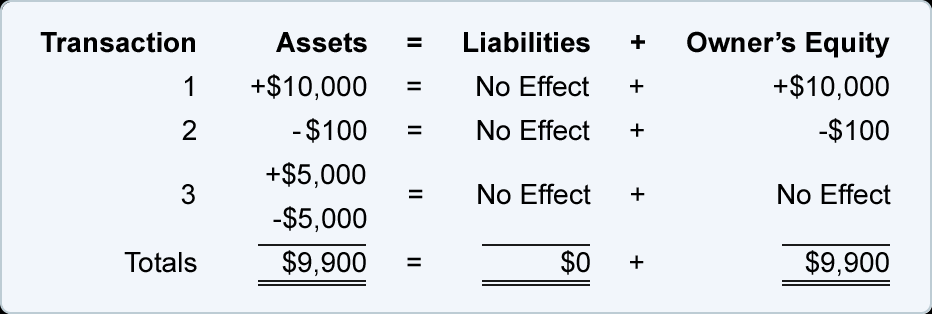 Transaction Assets = Liabilities + Owner’s Equity
1 +$10,000 = No Effect + +$10,000
2 -$100 = No Effect + -$100
+$5,000
3 = No Effect + No Effect
-$5,000
Totals $9,900 = $0 + $9,900